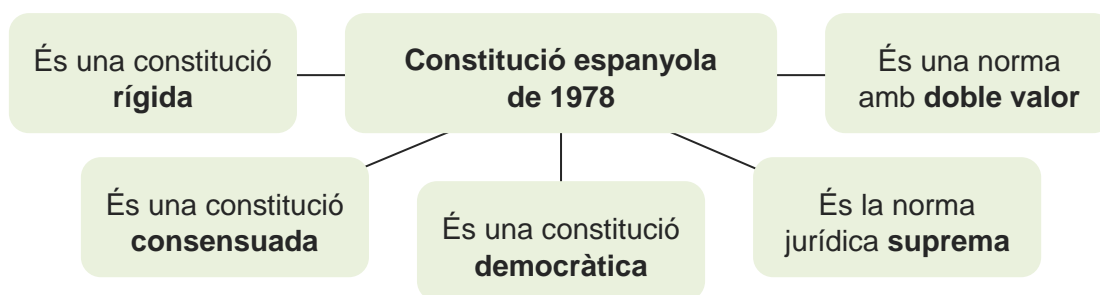 És una constitució
rígida
Constitució espanyola
de 1978
És una norma
amb doble valor
És una constitució
consensuada
És una constitució
democràtica
És la norma
jurídica suprema